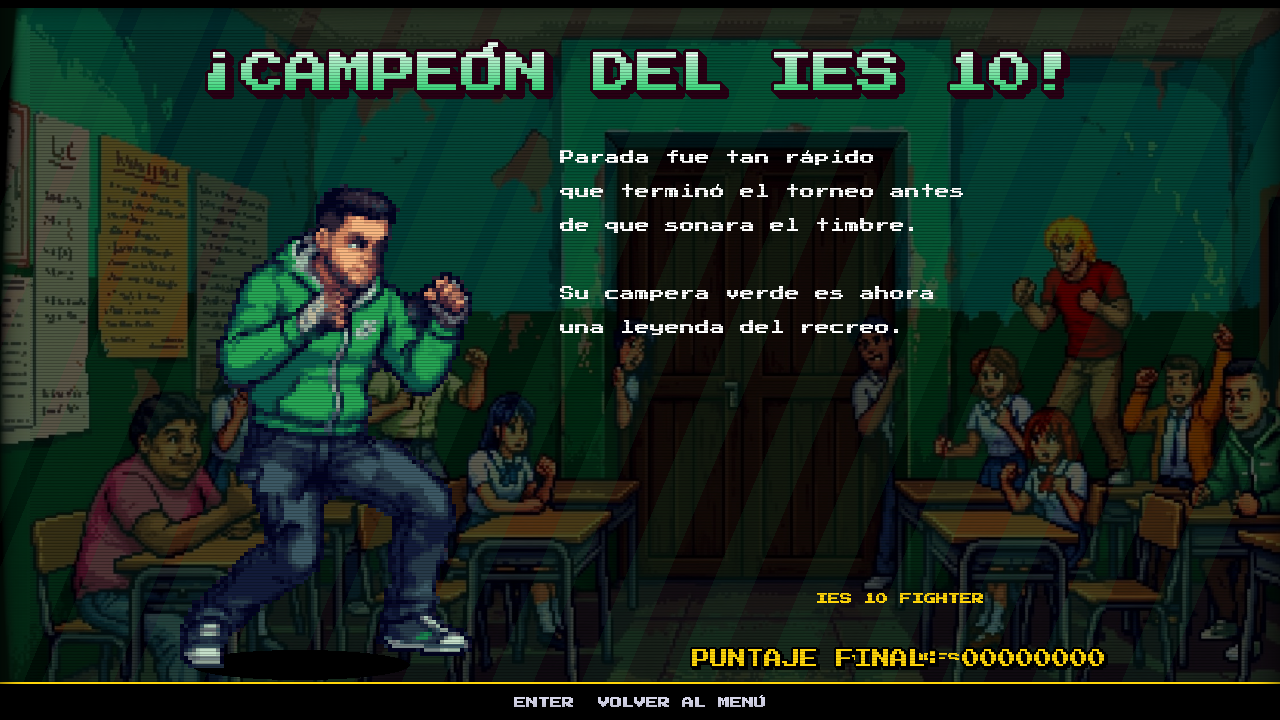 ¡CAMPEÓN DEL IES 10!
Parada fue tan rápido
que terminó el torneo antes
de que sonara el timbre.
Su campera verde es ahora
una leyenda del recreo.
IES 10 FIGHTER
PUNTAJE FINAL: 00000000
ENTER VOLVER AL MENÚ